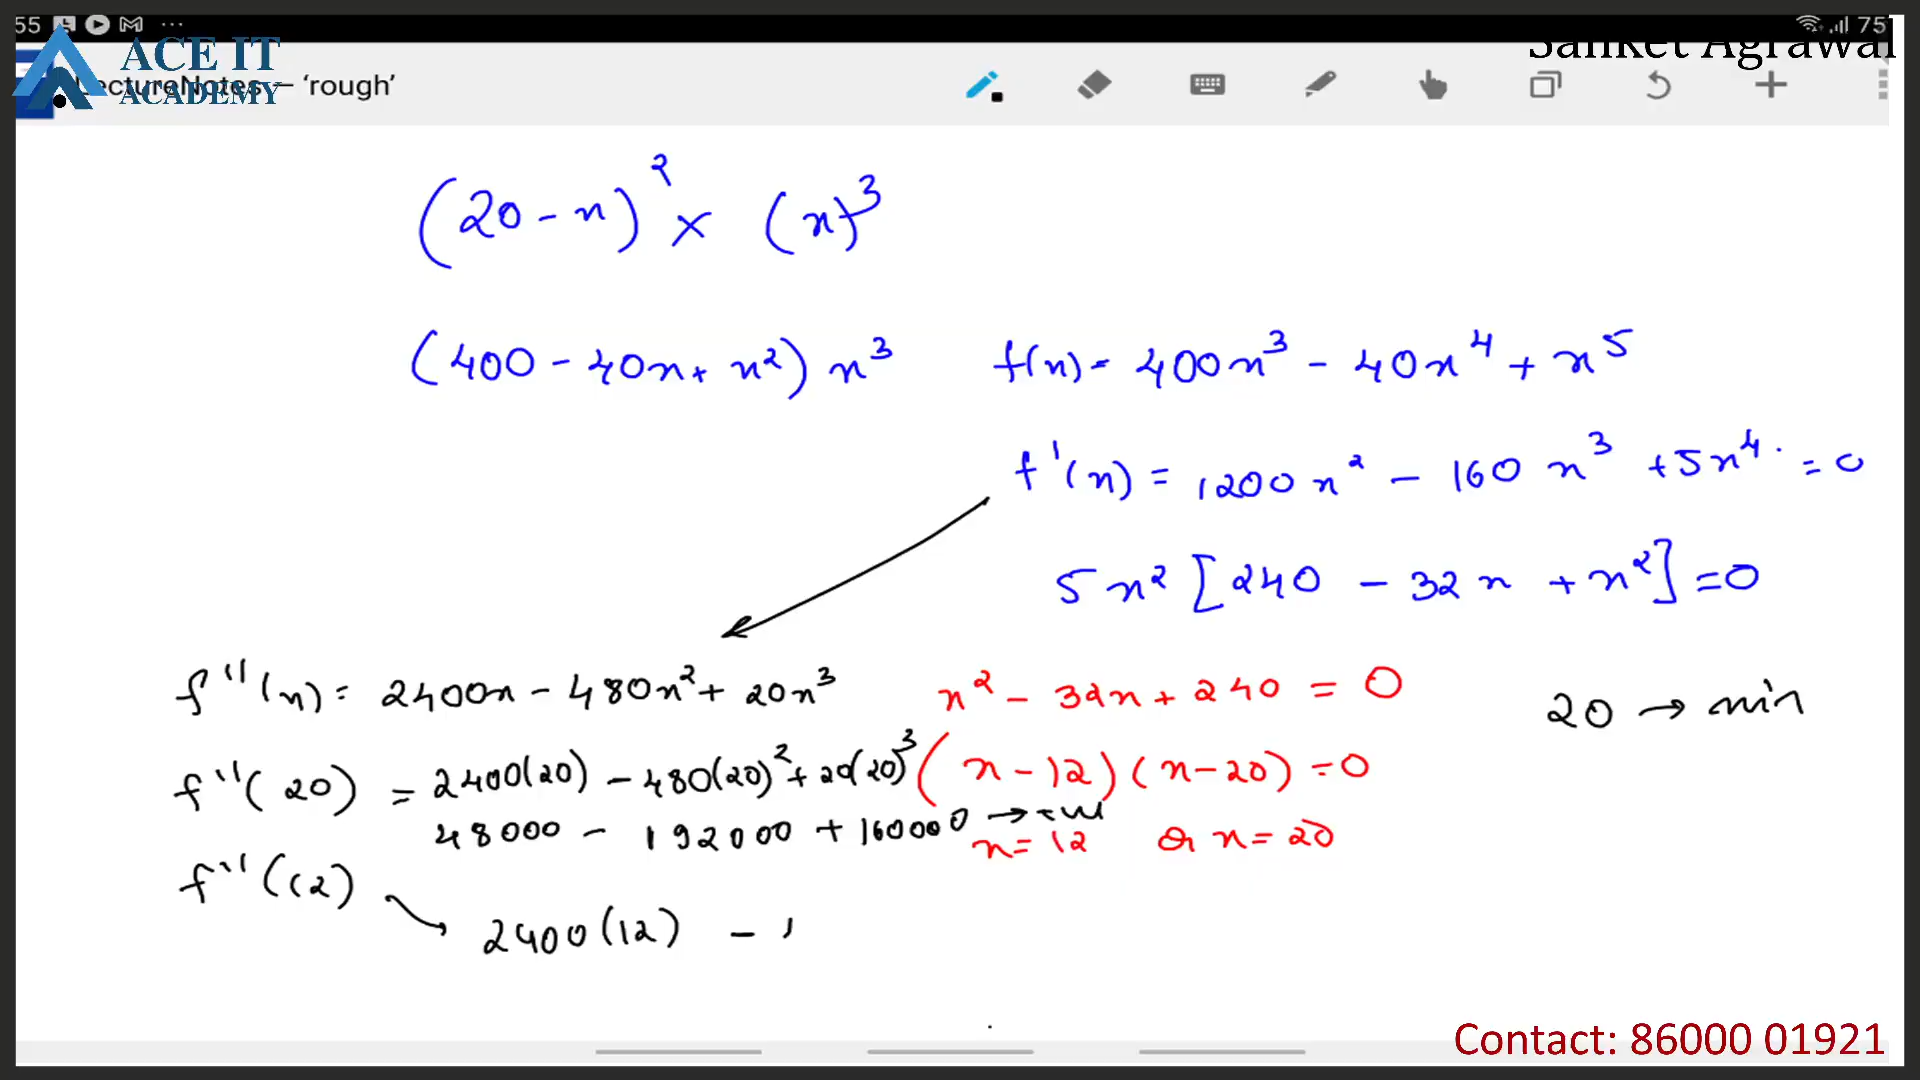 55 75
ACE IT
ACADEMY
LectureNotes – ‘rough’
Sanket Agrawal
(20 - x)² × (x)³
(400 - 40x + x²) x³
f(x) = 400x³ - 40x⁴ + x⁵
f'(x) = 1200x² - 160x³ + 5x⁴ = 0
5x² [240 - 32x + x²] = 0
f''(x) = 2400x - 480x² + 20x³
x² - 32x + 240 = 0
20 → min
f''(20) = 2400(20) - 480(20)² + 20(20)³
(x - 12)(x - 20) = 0
48000 - 192000 + 160000 → +ve
x = 12 or x = 20
f''(12)
2400(12) -
Contact: 86000 01921